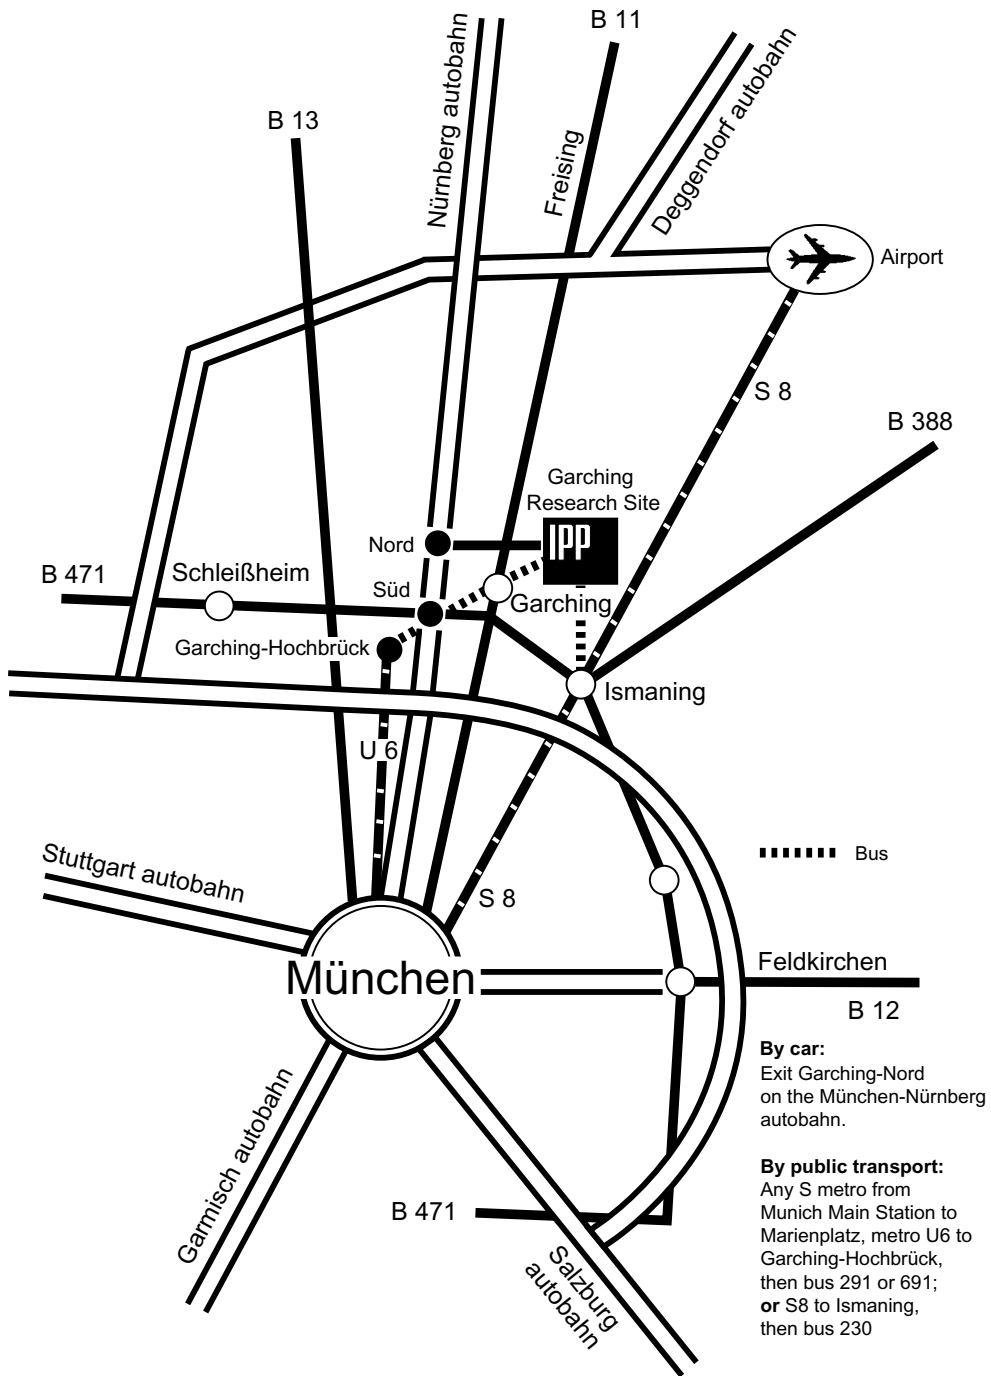 B 11
B 13
Nürnberg autobahn
Freising
Deggendorf autobahn
Airport
S 8
B 388
Garching
Research Site
IPP
Nord
B 471
Schleißheim
Süd
Garching
Garching-Hochbrück
Ismaning
U 6
Stuttgart autobahn
Bus
S 8
München
Feldkirchen
B 12
By car:
Exit Garching-Nord
on the München-Nürnberg
autobahn.
By public transport:
Any S metro from
Munich Main Station to
Marienplatz, metro U6 to
Garching-Hochbrück,
then bus 291 or 691;
or S8 to Ismaning,
then bus 230
Garmisch autobahn
B 471
Salzburg
autobahn